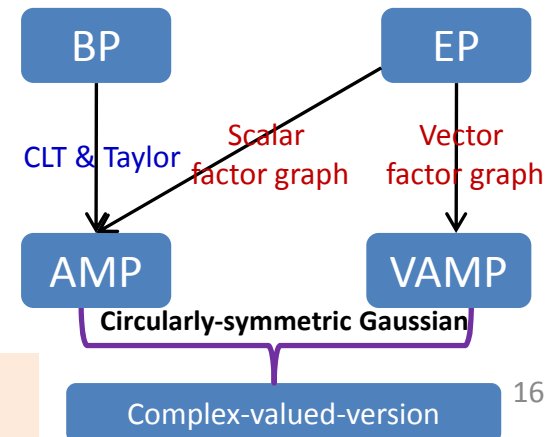 BP
EP
CLT & Taylor
Scalar
factor graph
Vector
factor graph
AMP
VAMP
Circularly-symmetric Gaussian
Complex-valued-version
16